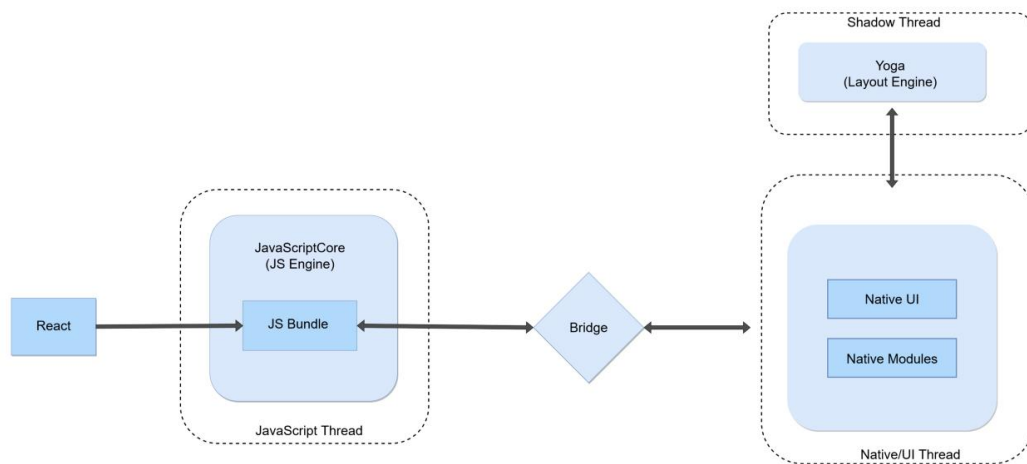 Shadow Thread
Yoga
(Layout Engine)
JavaScriptCore
(JS Engine)
React
JS Bundle
JavaScript Thread
Bridge
Native UI
Native Modules
Native/UI Thread